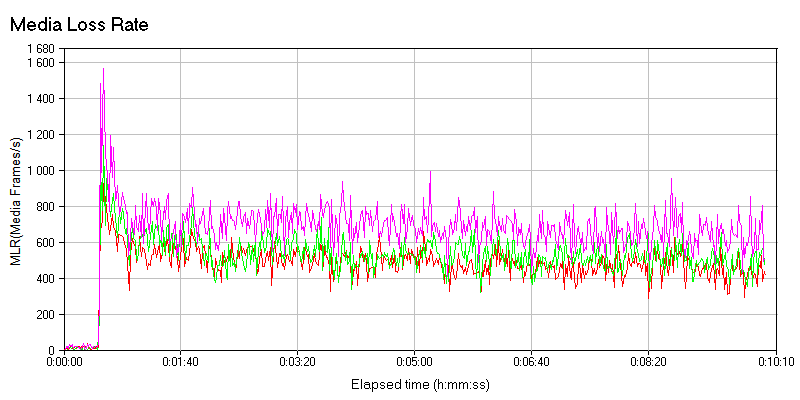 Media Loss Rate
1 680
1 600
1 400
1 200
1 000
800
600
400
200
0
MLR(Media Frames/s)
0:00:00 0:01:40 0:03:20 0:05:00 0:06:40 0:08:20 0:10:10
Elapsed time (h:mm:ss)